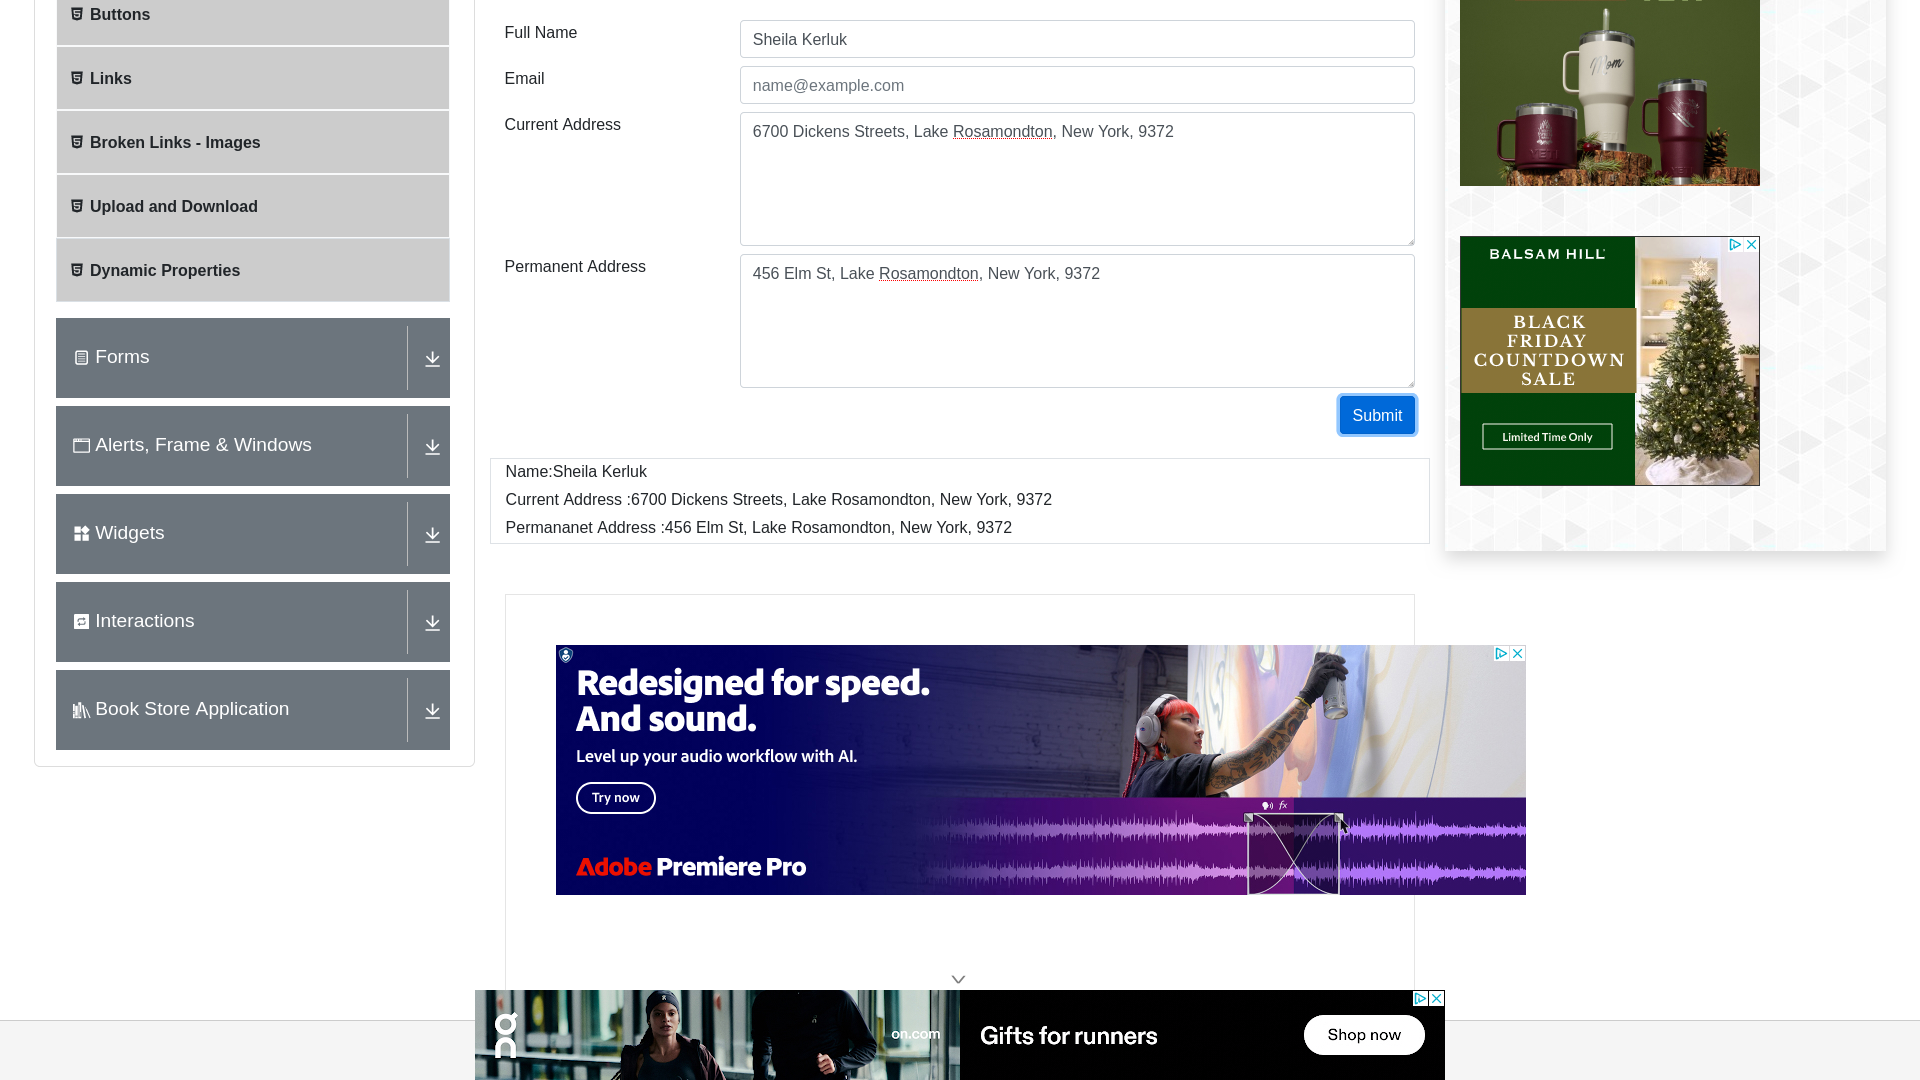 Buttons
Links
Broken Links - Images
Upload and Download
Dynamic Properties
Forms
Alerts, Frame & Windows
Widgets
Interactions
Book Store Application
Full Name
Sheila Kerluk
Email
name@example.com
Current Address
6700 Dickens Streets, Lake Rosamondton, New York, 9372
Permanent Address
456 Elm St, Lake Rosamondton, New York, 9372
Submit
Name:Sheila Kerluk
Current Address :6700 Dickens Streets, Lake Rosamondton, New York, 9372
Permananet Address :456 Elm St, Lake Rosamondton, New York, 9372
Mom
YETI
BALSAM HILL
BLACK
FRIDAY
COUNTDOWN
SALE
Limited Time Only
Redesigned for speed.
And sound.
Level up your audio workflow with AI.
Try now
fx
Adobe Premiere Pro
on.com
Gifts for runners
Shop now